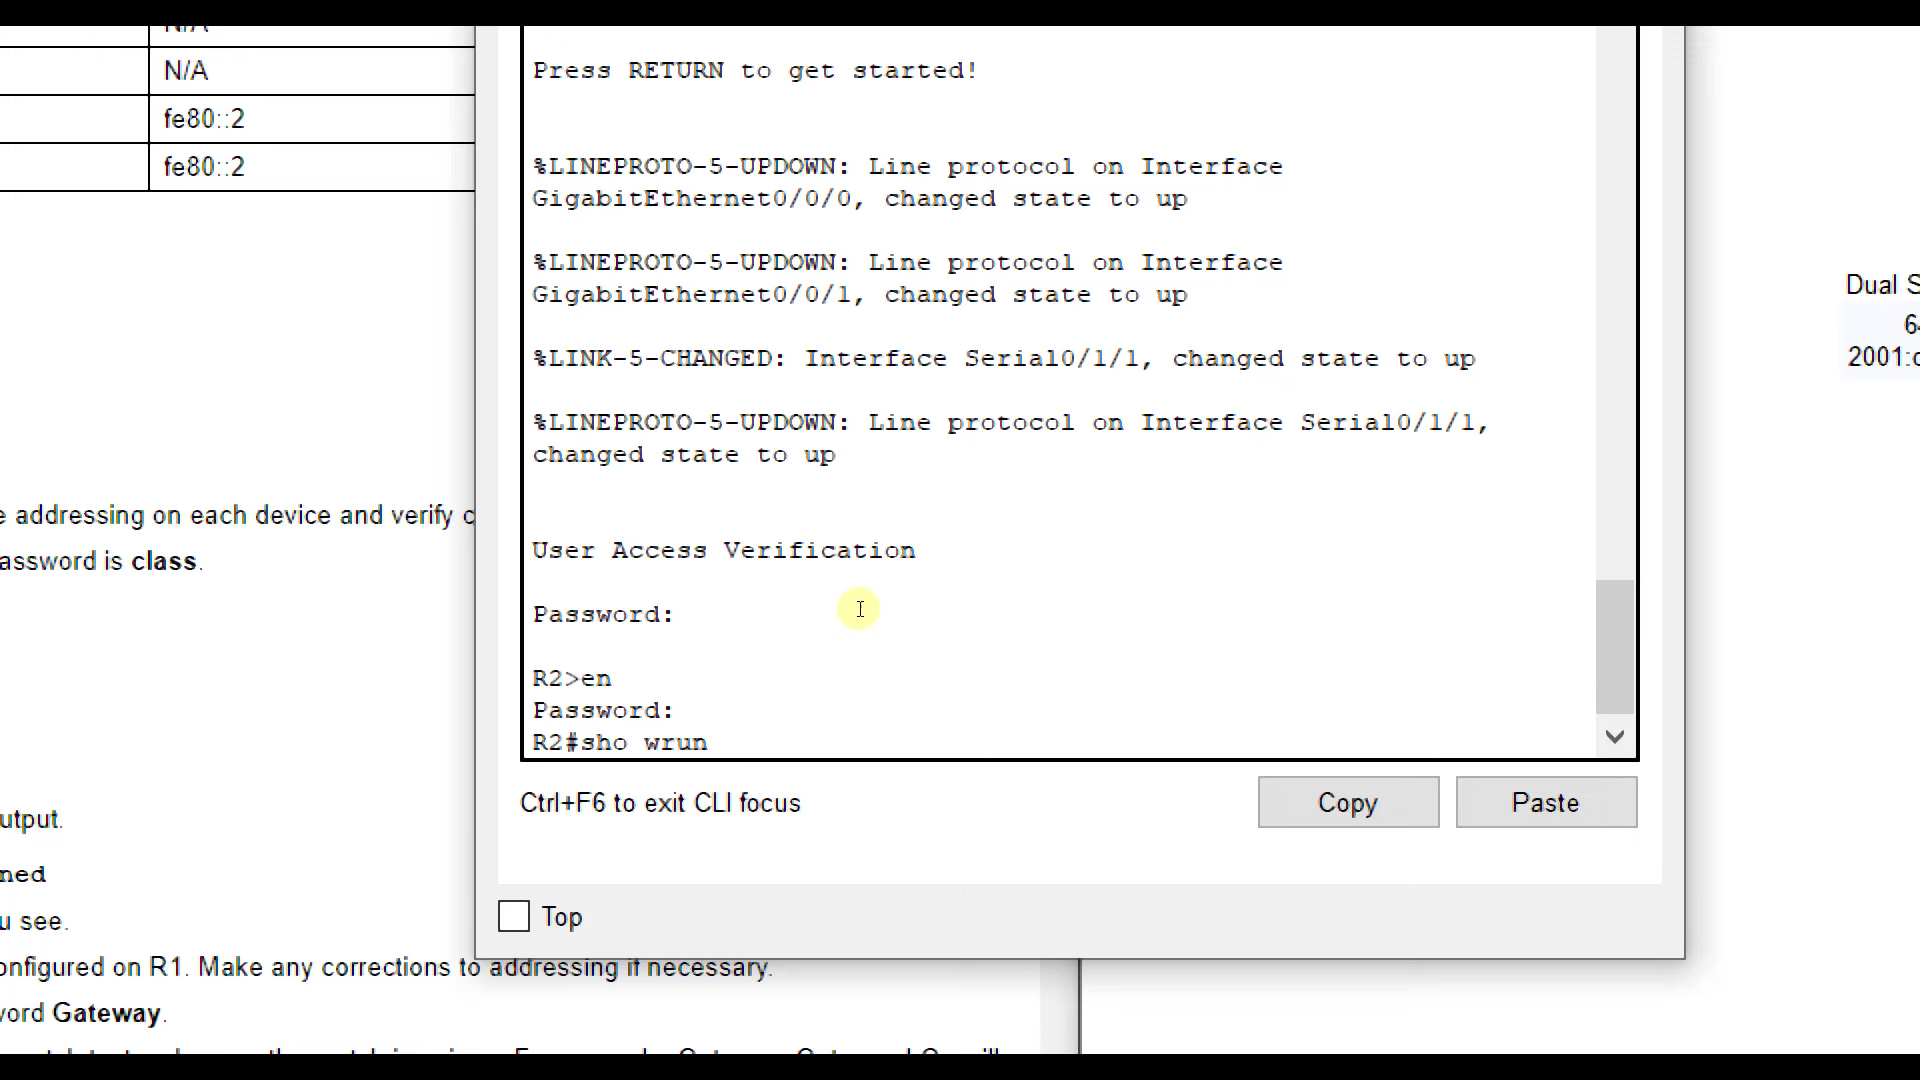 N/A
N/A
fe80::2
fe80::2
Press RETURN to get started!
%LINEPROTO-5-UPDOWN: Line protocol on Interface
GigabitEthernet0/0/0, changed state to up
%LINEPROTO-5-UPDOWN: Line protocol on Interface
GigabitEthernet0/0/1, changed state to up
%LINK-5-CHANGED: Interface Serial0/1/1, changed state to up
%LINEPROTO-5-UPDOWN: Line protocol on Interface Serial0/1/1,
changed state to up
User Access Verification
Password:
R2>en
Password:
R2#sho wrun
Ctrl+F6 to exit CLI focus
Copy
Paste
Top
e addressing on each device and verify c
assword is class.
utput.
ned
u see.
onfigured on R1. Make any corrections to addressing if necessary.
word Gateway.
Dual S
64
2001:c